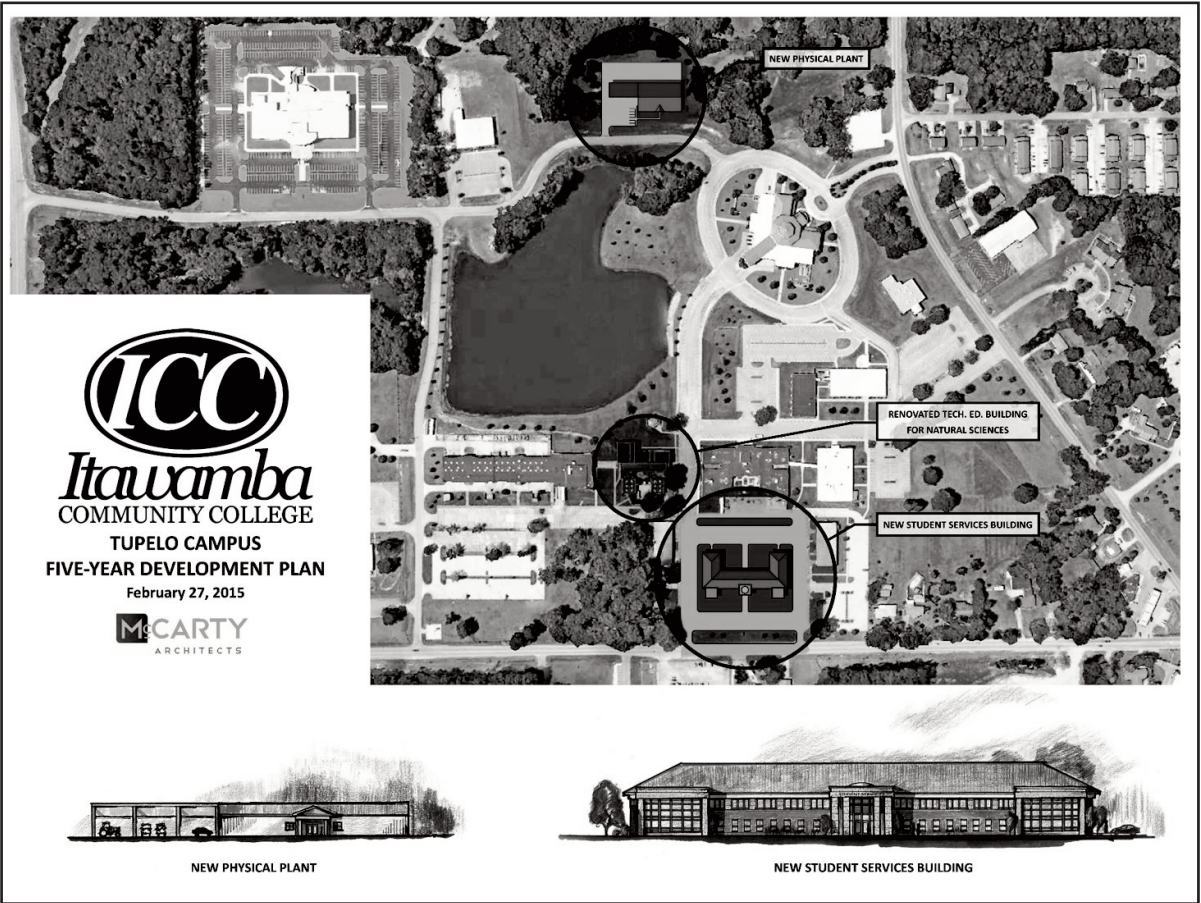 NEW PHYSICAL PLANT
RENOVATED TECH. ED. BUILDING
FOR NATURAL SCIENCES
NEW STUDENT SERVICES BUILDING
ICC
Itawamba
COMMUNITY COLLEGE
TUPELO CAMPUS
FIVE-YEAR DEVELOPMENT PLAN
February 27, 2015
McCARTY
ARCHITECTS
NEW PHYSICAL PLANT
NEW STUDENT SERVICES BUILDING